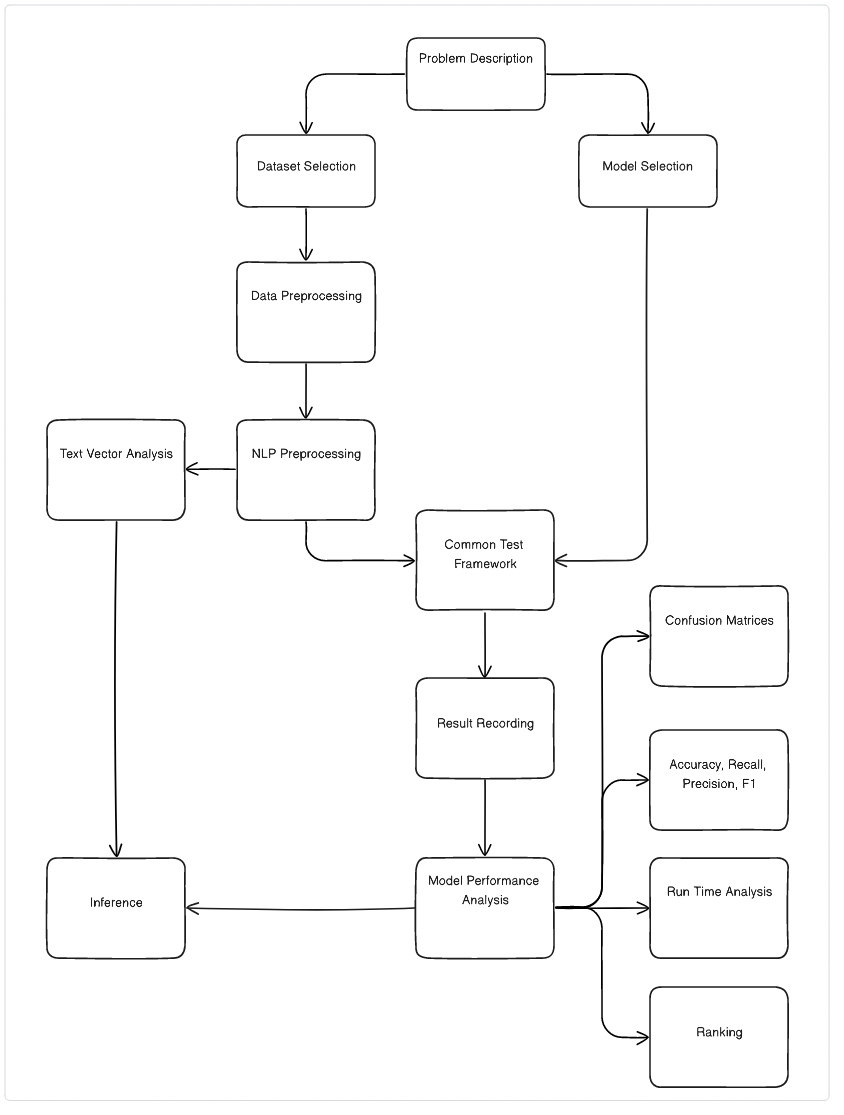 Problem Description
Dataset Selection
Model Selection
Data Preprocessing
Text Vector Analysis
NLP Preprocessing
Common Test
Framework
Confusion Matrices
Result Recording
Accuracy, Recall,
Precision, F1
Model Performance
Analysis
Run Time Analysis
Inference
Ranking